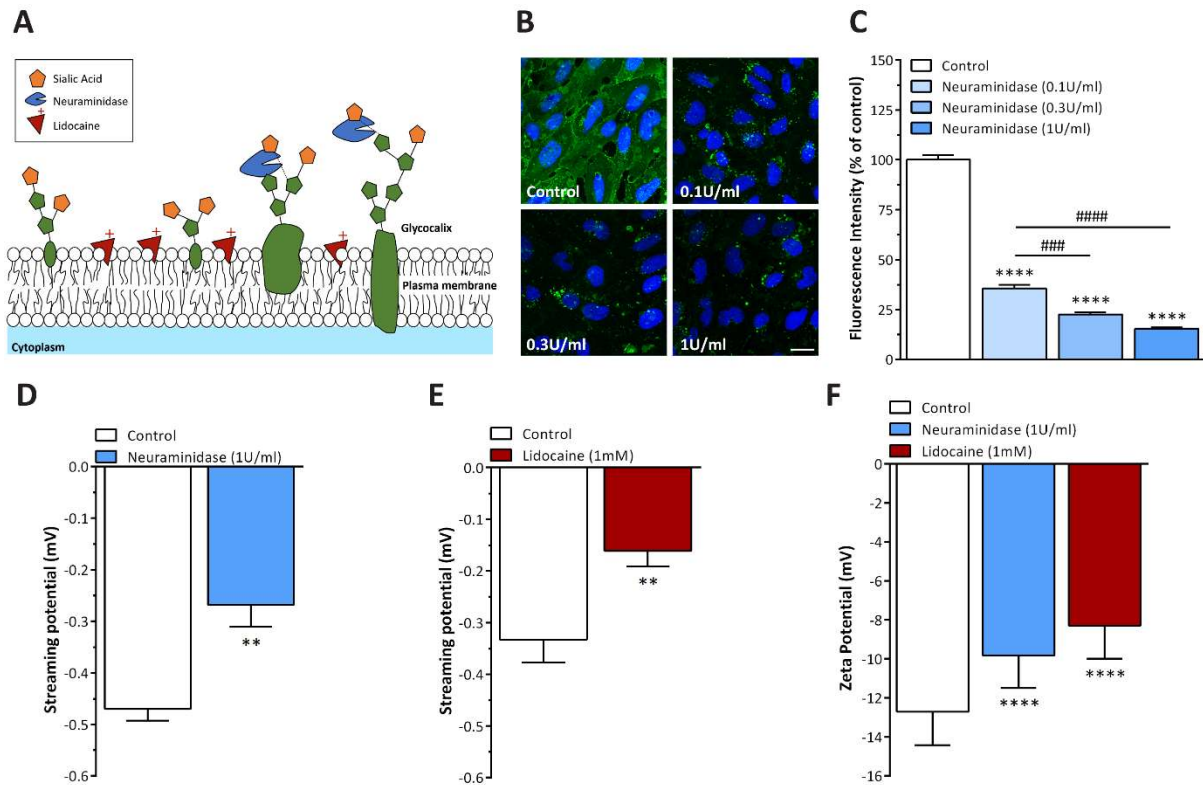 A
Sialic Acid
Neuraminidase
+
Lidocaine
+
+
+
+
Glycocalix
Plasma membrane
Cytoplasm
B
Control
0.1U/ml
0.3U/ml
1U/ml
C
Control
Neuraminidase (0.1U/ml)
Neuraminidase (0.3U/ml)
Neuraminidase (1U/ml)
Fluorescence Intensity (% of control)
150
125
100
75
50
25
0
####
###
****
****
****
D
Control
Neuraminidase (1U/ml)
Streaming potential (mV)
0.0
-0.1
-0.2
-0.3
-0.4
-0.5
-0.6
**
E
Control
Lidocaine (1mM)
Streaming potential (mV)
0.0
-0.1
-0.2
-0.3
-0.4
-0.5
-0.6
**
F
Control
Neuraminidase (1U/ml)
Lidocaine (1mM)
Zeta Potential (mV)
0
-2
-4
-6
-8
-10
-12
-14
-16
****
****